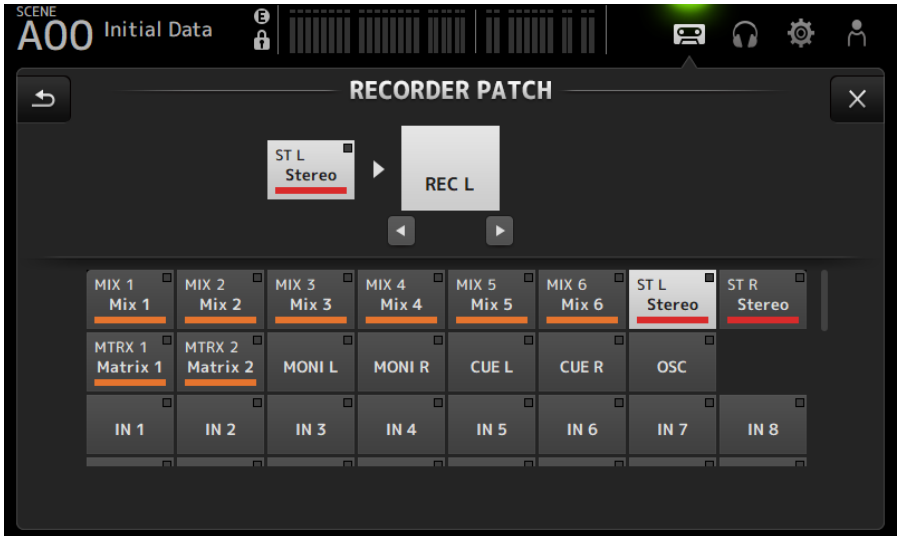 SCENE
A00 Initial Data E
RECORDER PATCH
ST L
Stereo
REC L
MIX 1 MIX 2 MIX 3 MIX 4 MIX 5 MIX 6 ST L ST R
Mix 1 Mix 2 Mix 3 Mix 4 Mix 5 Mix 6 Stereo Stereo
MTRX 1 MTRX 2
Matrix 1 Matrix 2 MONI L MONI R CUE L CUE R OSC
IN 1 IN 2 IN 3 IN 4 IN 5 IN 6 IN 7 IN 8